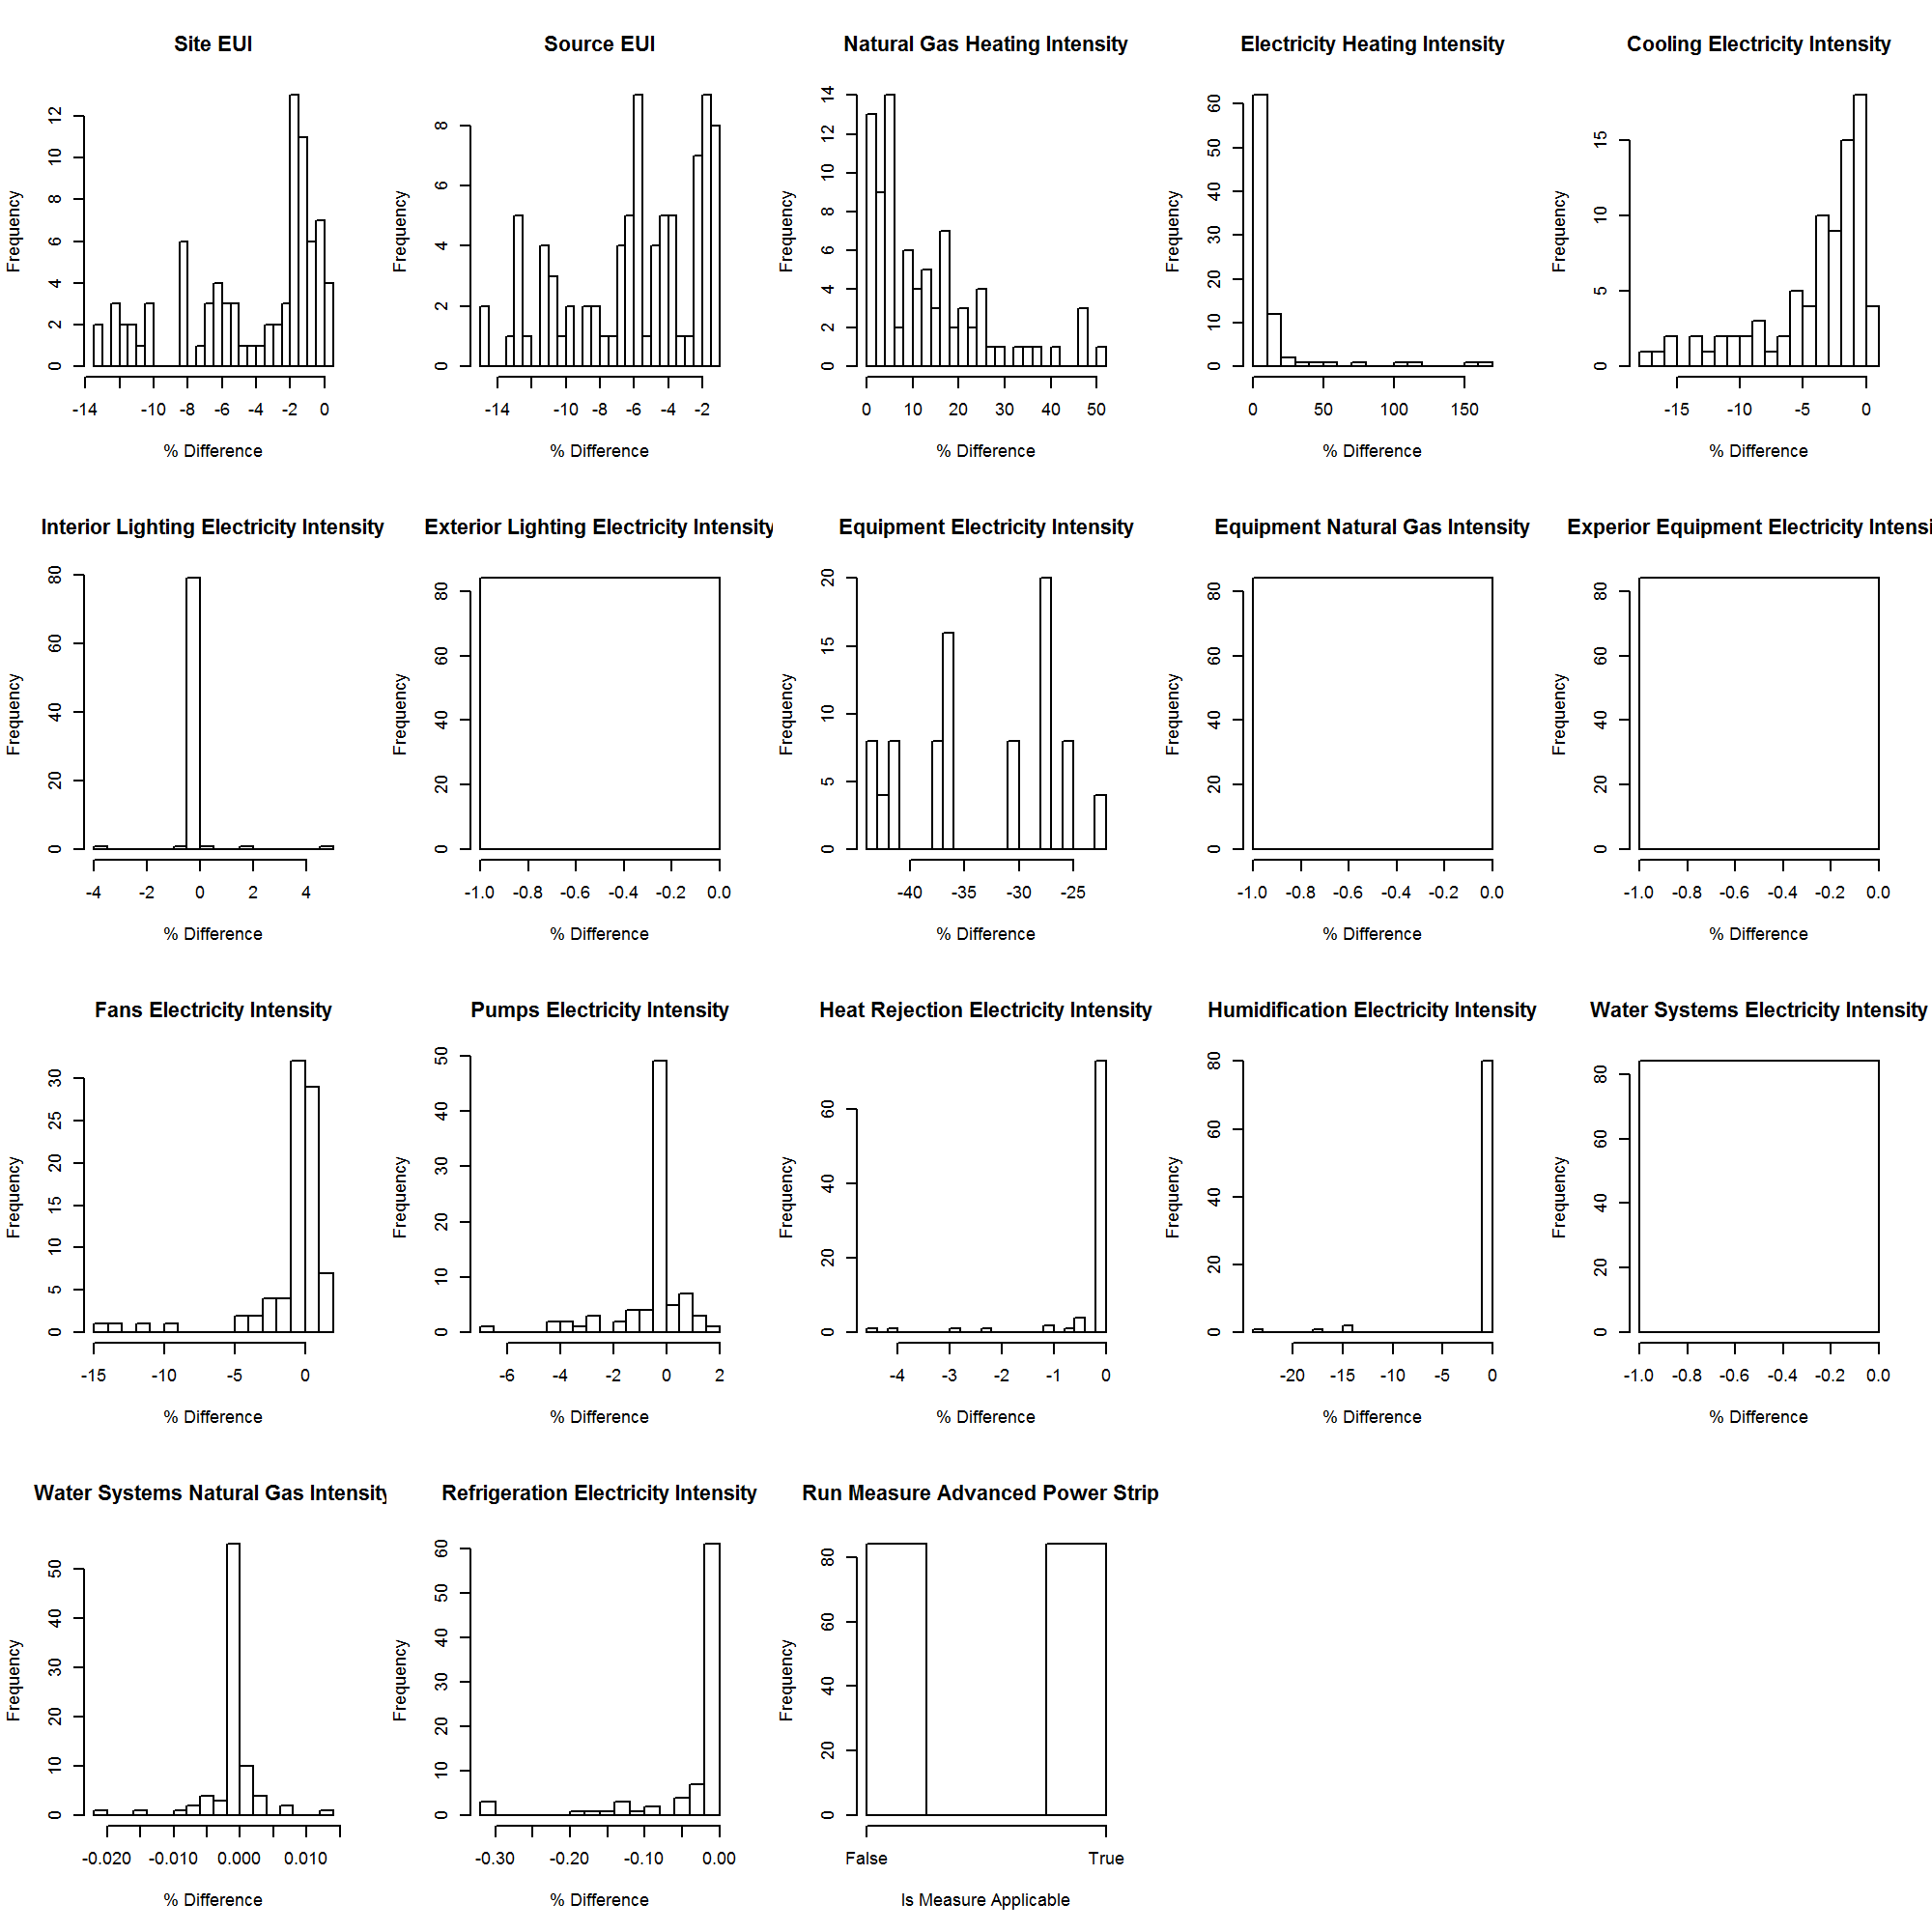 Site EUI
Source EUI
Natural Gas Heating Intensity
Electricity Heating Intensity
Cooling Electricity Intensity
Frequency
0 2 4 6 8 10 12
-14 -10 -8 -6 -4 -2 0
% Difference
Frequency
0 2 4 6 8
-14 -10 -8 -6 -4 -2
% Difference
Frequency
0 2 4 6 8 10 12 14
0 10 20 30 40 50
% Difference
Frequency
0 10 20 30 40 50 60
0 50 100 150
% Difference
Frequency
0 5 10 15
-15 -10 -5 0
% Difference
Interior Lighting Electricity Intensity
Exterior Lighting Electricity Intensity
Equipment Electricity Intensity
Equipment Natural Gas Intensity
Experior Equipment Electricity Intensi
Frequency
0 20 40 60 80
-4 -2 0 2 4
% Difference
Frequency
0 20 40 60 80
-1.0 -0.8 -0.6 -0.4 -0.2 0.0
% Difference
Frequency
0 5 10 15 20
-40 -35 -30 -25
% Difference
Frequency
0 20 40 60 80
-1.0 -0.8 -0.6 -0.4 -0.2 0.0
% Difference
Frequency
0 20 40 60 80
-1.0 -0.8 -0.6 -0.4 -0.2 0.0
% Difference
Fans Electricity Intensity
Pumps Electricity Intensity
Heat Rejection Electricity Intensity
Humidification Electricity Intensity
Water Systems Electricity Intensity
Frequency
0 5 10 15 20 25 30
-15 -10 -5 0
% Difference
Frequency
0 10 20 30 40 50
-6 -4 -2 0 2
% Difference
Frequency
0 20 40 60
-4 -3 -2 -1 0
% Difference
Frequency
0 20 40 60 80
-20 -15 -10 -5 0
% Difference
Frequency
0 20 40 60 80
-1.0 -0.8 -0.6 -0.4 -0.2 0.0
% Difference
Water Systems Natural Gas Intensity
Refrigeration Electricity Intensity
Run Measure Advanced Power Strip
Frequency
0 10 20 30 40 50
-0.020 -0.010 0.000 0.010
% Difference
Frequency
0 10 20 30 40 50 60
-0.30 -0.20 -0.10 0.00
% Difference
Frequency
0 20 40 60 80
False True
Is Measure Applicable